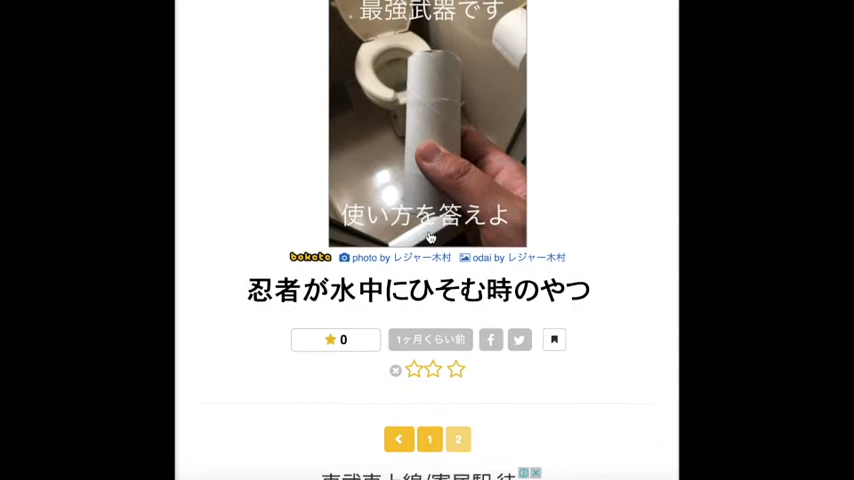 最強武器です
使い方を答えよ
boketo photo by レジャー木村 odai by レジャー木村
忍者が水中にひそむ時のやつ
0 1ヶ月くらい前
1 2